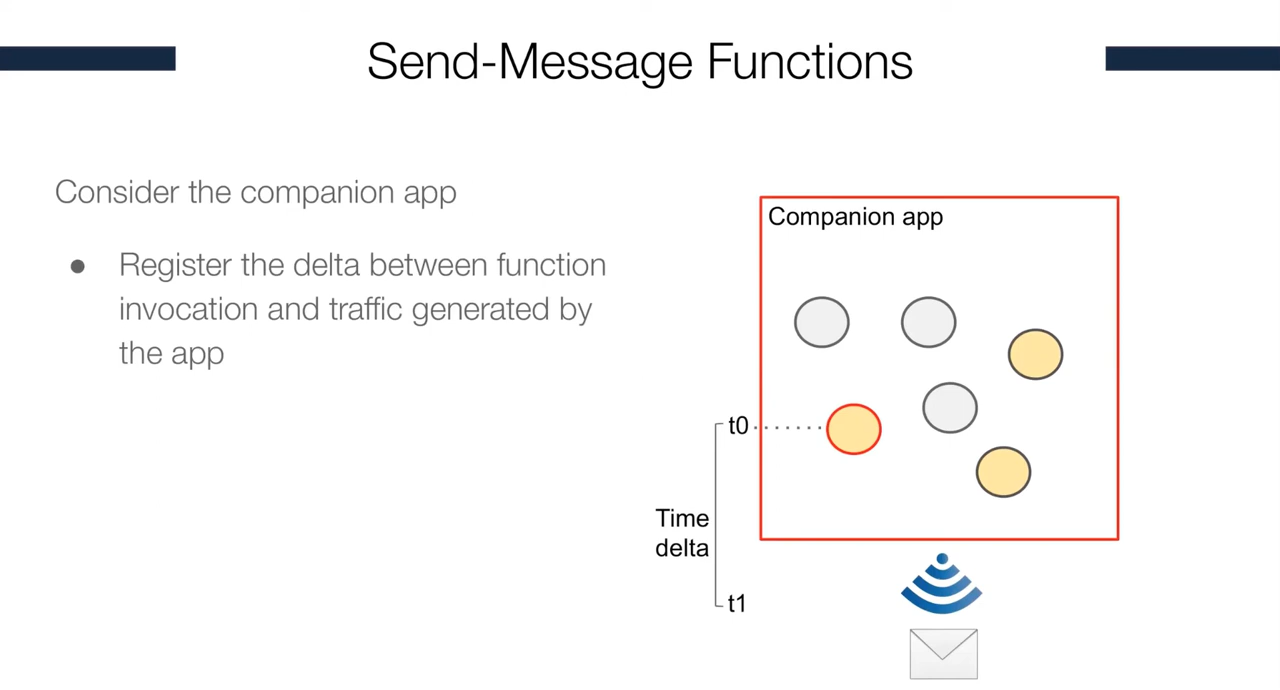 Send-Message Functions
Consider the companion app
● Register the delta between function
invocation and traffic generated by
the app
Companion app
t0
Time
delta
t1